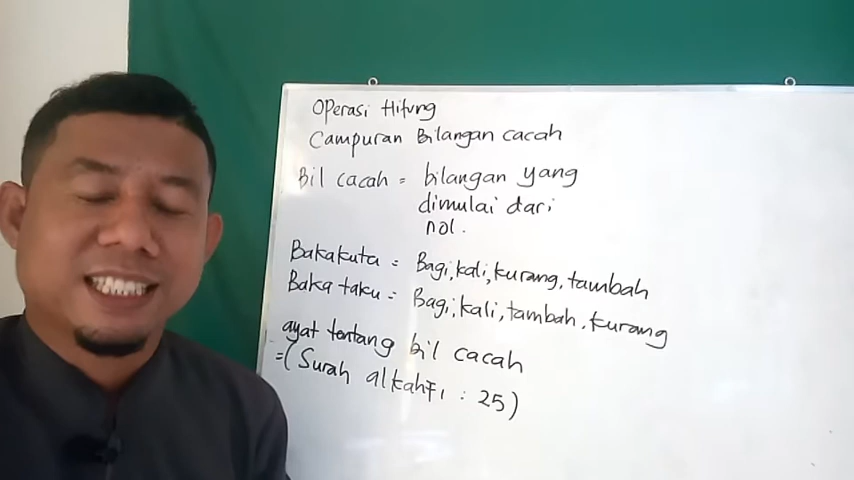 Operasi Hitung
Campuran Bilangan cacah
Bil cacah = bilangan yang
dimulai dari
nol.
Bakakuta = Bagi, kali, kurang, tambah
Baka taku = Bagi, kali, tambah, kurang
ayat tentang bil cacah
=(Surah alkahfi : 25)